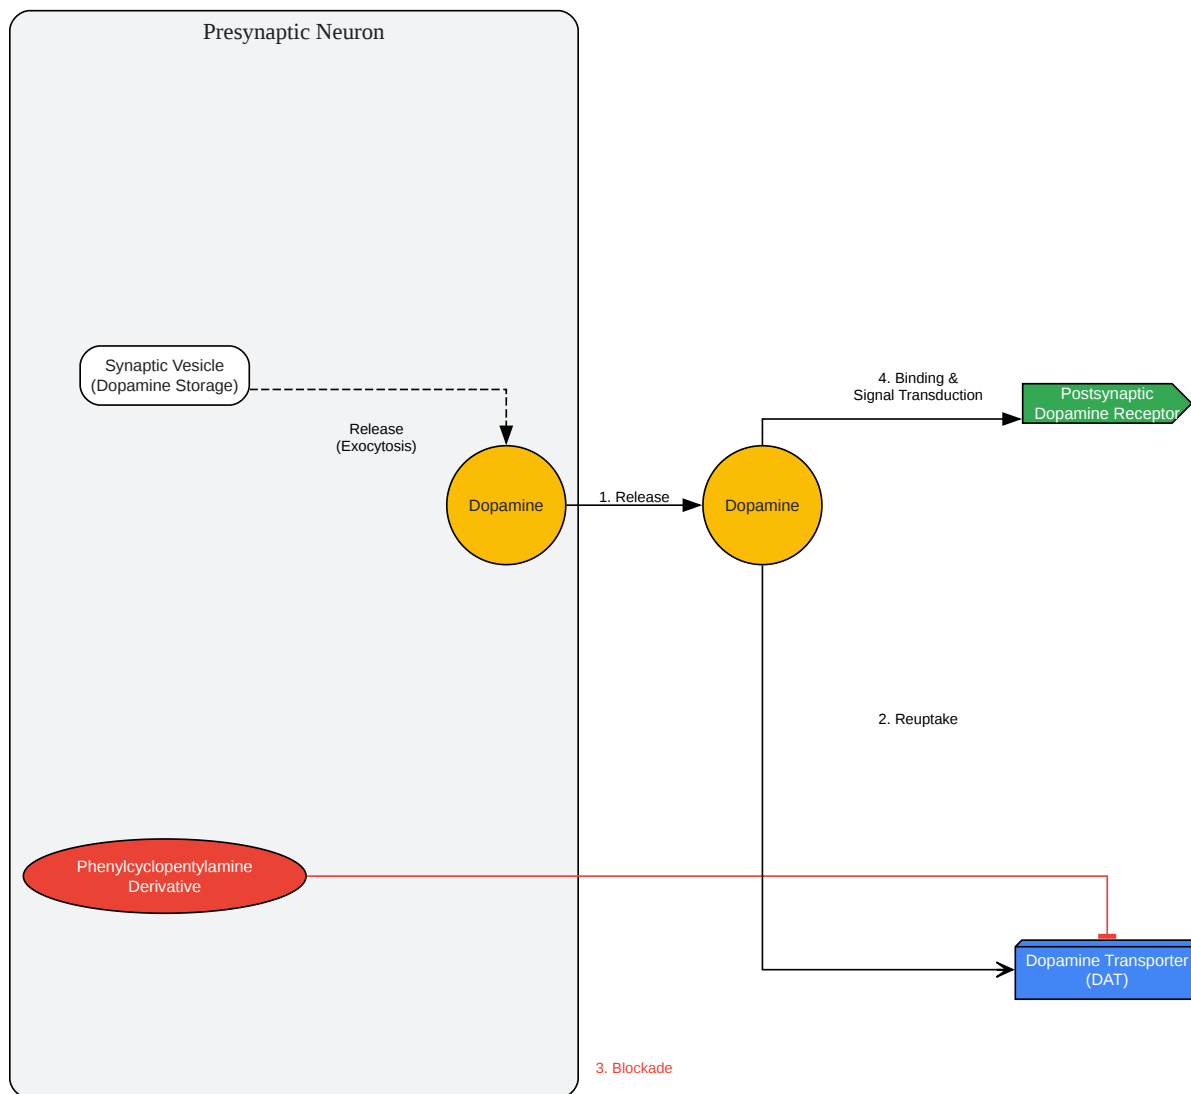 Presynaptic Neuron
Synaptic Vesicle
(Dopamine Storage)
Release
(Exocytosis)
Dopamine
1. Release
Dopamine
4. Binding &
Signal Transduction
Postsynaptic
Dopamine Receptor
2. Reuptake
Phenylcyclopentylamine
Derivative
Dopamine Transporter
(DAT)
3. Blockade